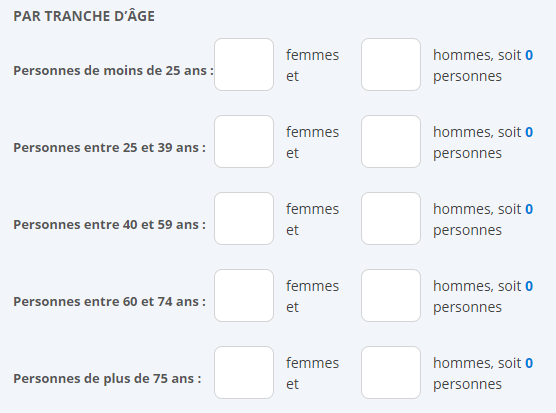 PAR TRANCHE D'ÂGE
Personnes de moins de 25 ans : femmes et hommes, soit 0 personnes
Personnes entre 25 et 39 ans : femmes et hommes, soit 0 personnes
Personnes entre 40 et 59 ans : femmes et hommes, soit 0 personnes
Personnes entre 60 et 74 ans : femmes et hommes, soit 0 personnes
Personnes de plus de 75 ans : femmes et hommes, soit 0 personnes